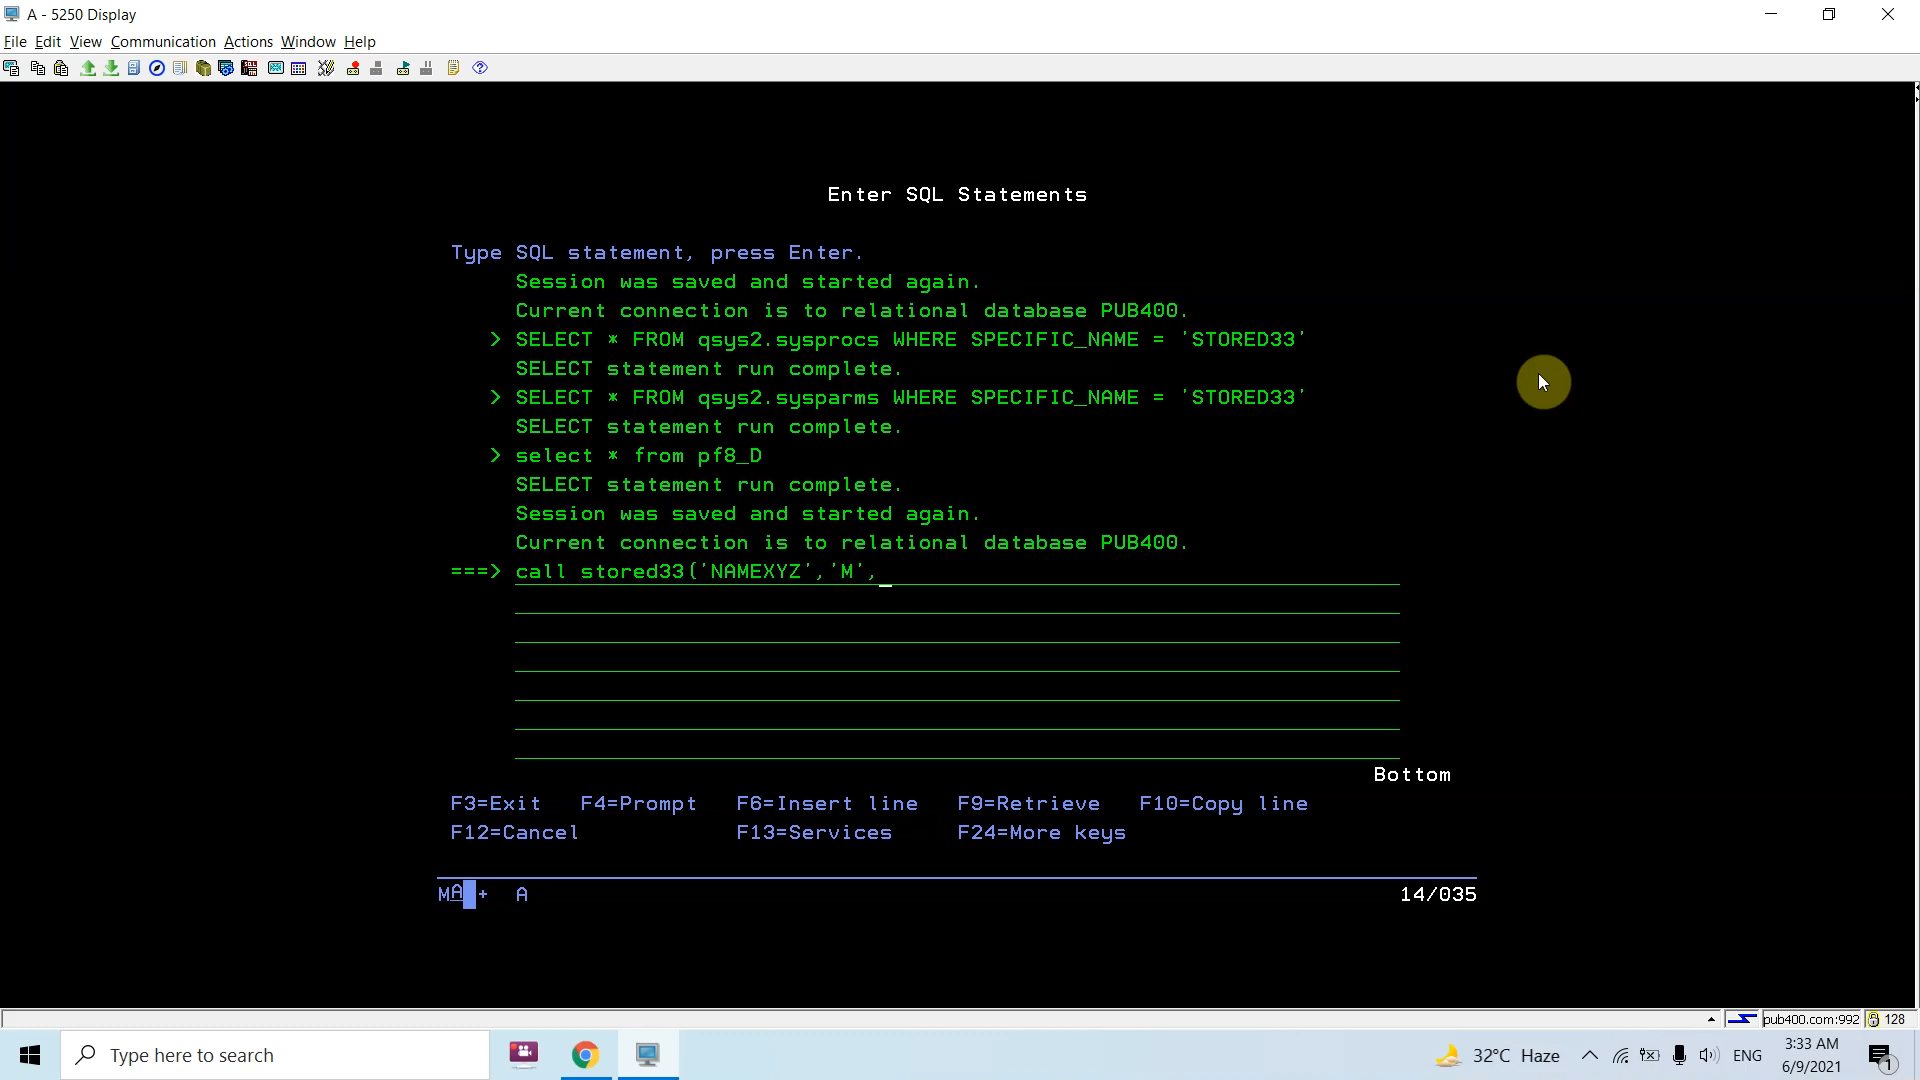 A - 5250 Display
File Edit View Communication Actions Window Help
Enter SQL Statements
Type SQL statement, press Enter.
Session was saved and started again.
Current connection is to relational database PUB400.
> SELECT * FROM qsys2.sysprocs WHERE SPECIFIC_NAME = 'STORED33'
SELECT statement run complete.
> SELECT * FROM qsys2.sysparms WHERE SPECIFIC_NAME = 'STORED33'
SELECT statement run complete.
> select * from pf8_D
SELECT statement run complete.
Session was saved and started again.
Current connection is to relational database PUB400.
===> call stored33('NAMEXYZ','M',_
Bottom
F3=Exit F4=Prompt F6=Insert line F9=Retrieve F10=Copy line
F12=Cancel F13=Services F24=More keys
MA + A 14/035
pub400.com:992 128
Type here to search 32°C Haze ENG 3:33 AM
6/9/2021 1